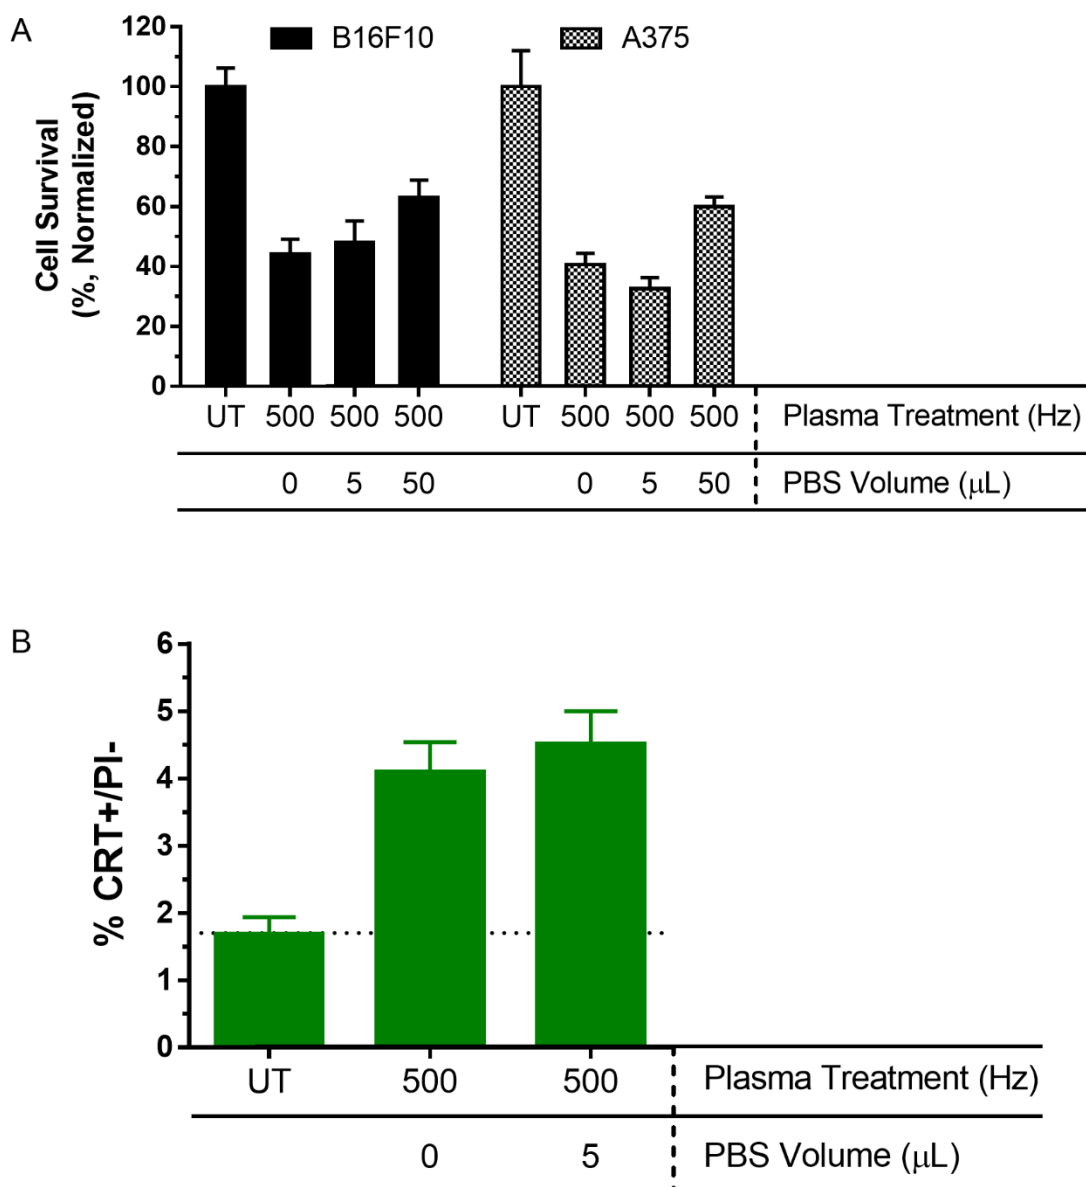 A
B16F10 A375
Cell Survival
(%, Normalized)
120
100
80
60
40
20
0
UT 500 500 500 UT 500 500 500 Plasma Treatment (Hz)
0 5 50 0 5 50 PBS Volume (μL)
B
% CRT+/PI-
6
5
4
3
2
1
0
UT 500 500 Plasma Treatment (Hz)
0 5 PBS Volume (μL)